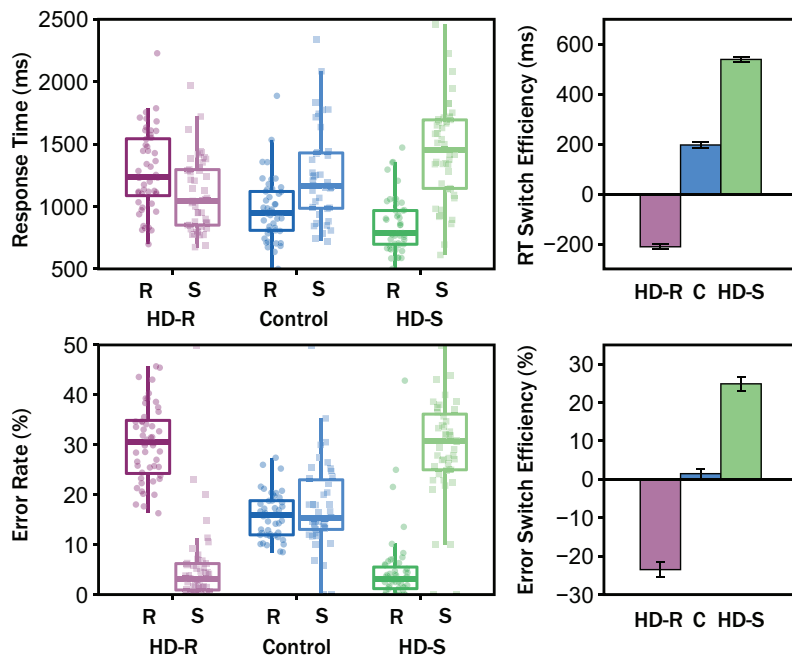 Response Time (ms)
2500
2000
1500
1000
500
R S R S R S
HD-R Control HD-S
RT Switch Efficiency (ms)
600
400
200
0
−200
HD-R C HD-S
Error Rate (%)
50
40
30
20
10
0
R S R S R S
HD-R Control HD-S
Error Switch Efficiency (%)
30
20
10
0
−10
−20
−30
HD-R C HD-S